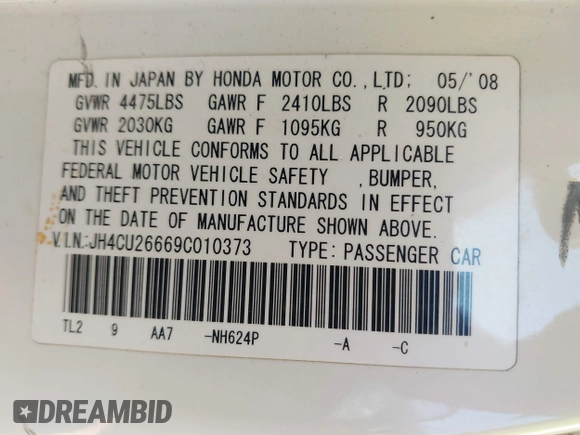 MFD. IN JAPAN BY HONDA MOTOR CO.,LTD; 05/'08
GVWR 4475LBS GAWR F 2410LBS R 2090LBS
GVWR 2030KG GAWR F 1095KG R 950KG
THIS VEHICLE CONFORMS TO ALL APPLICABLE
FEDERAL MOTOR VEHICLE SAFETY ,BUMPER,
AND THEFT PREVENTION STANDARDS IN EFFECT
ON THE DATE OF MANUFACTURE SHOWN ABOVE.
V.I.N.:JH4CU26669C010373 TYPE:PASSENGER CAR
TL2 9 AA7 -NH624P -A -C
DREAMBID